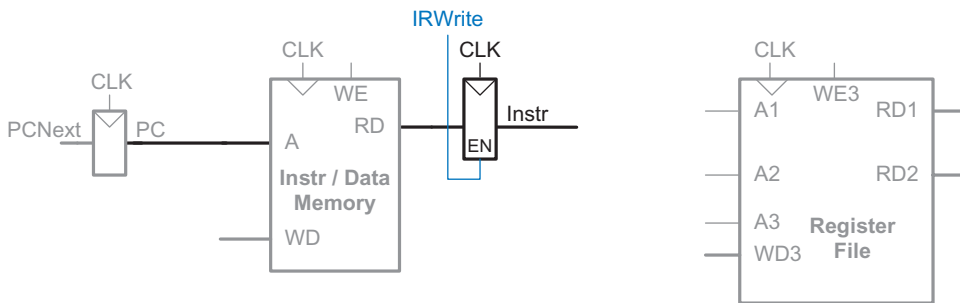 IRWrite
CLK
CLK
CLK
CLK
WE
WE3
PCNext
PC
A
RD
EN
Instr
Instr / Data
Memory
WD
A1
RD1
A2
RD2
A3
Register
File
WD3